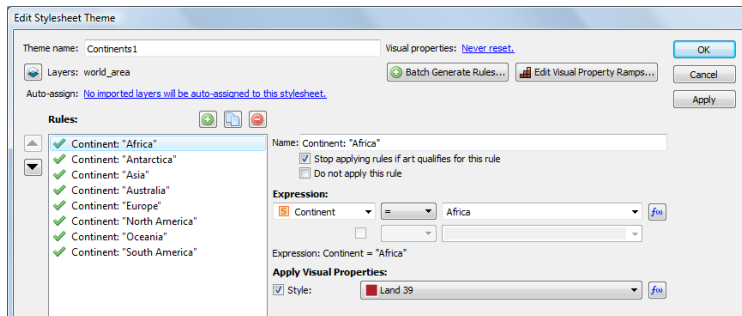 Edit Stylesheet Theme
Theme name: Continents1 Visual properties: Never reset. OK
Layers: world_area Batch Generate Rules... Edit Visual Property Ramps... Cancel
Auto-assign: No imported layers will be auto-assigned to this stylesheet. Apply
Rules:
Continent: "Africa"
Continent: "Antarctica"
Continent: "Asia"
Continent: "Australia"
Continent: "Europe"
Continent: "North America"
Continent: "Oceania"
Continent: "South America"
Name: Continent: "Africa"
Stop applying rules if art qualifies for this rule
Do not apply this rule
Expression:
S Continent = Africa f(x)
Expression: Continent = "Africa"
Apply Visual Properties:
Style: Land 39 f(x)